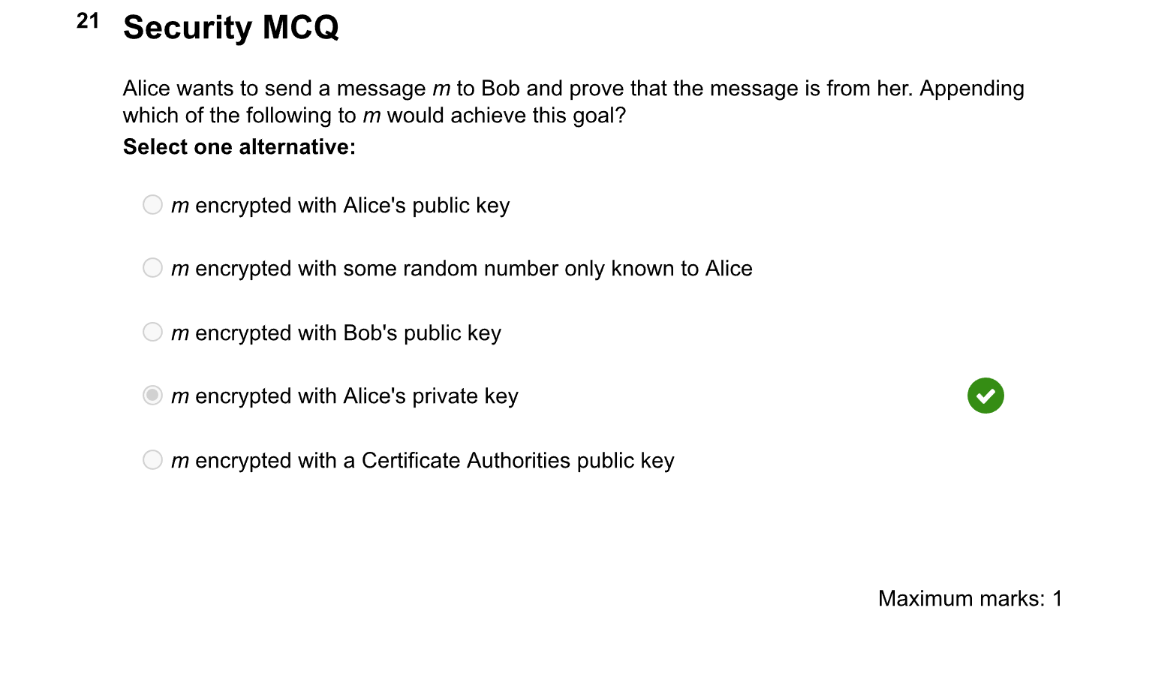 21 Security MCQ
Alice wants to send a message m to Bob and prove that the message is from her. Appending
which of the following to m would achieve this goal?
Select one alternative:
m encrypted with Alice's public key
m encrypted with some random number only known to Alice
m encrypted with Bob's public key
m encrypted with Alice's private key
m encrypted with a Certificate Authorities public key
Maximum marks: 1